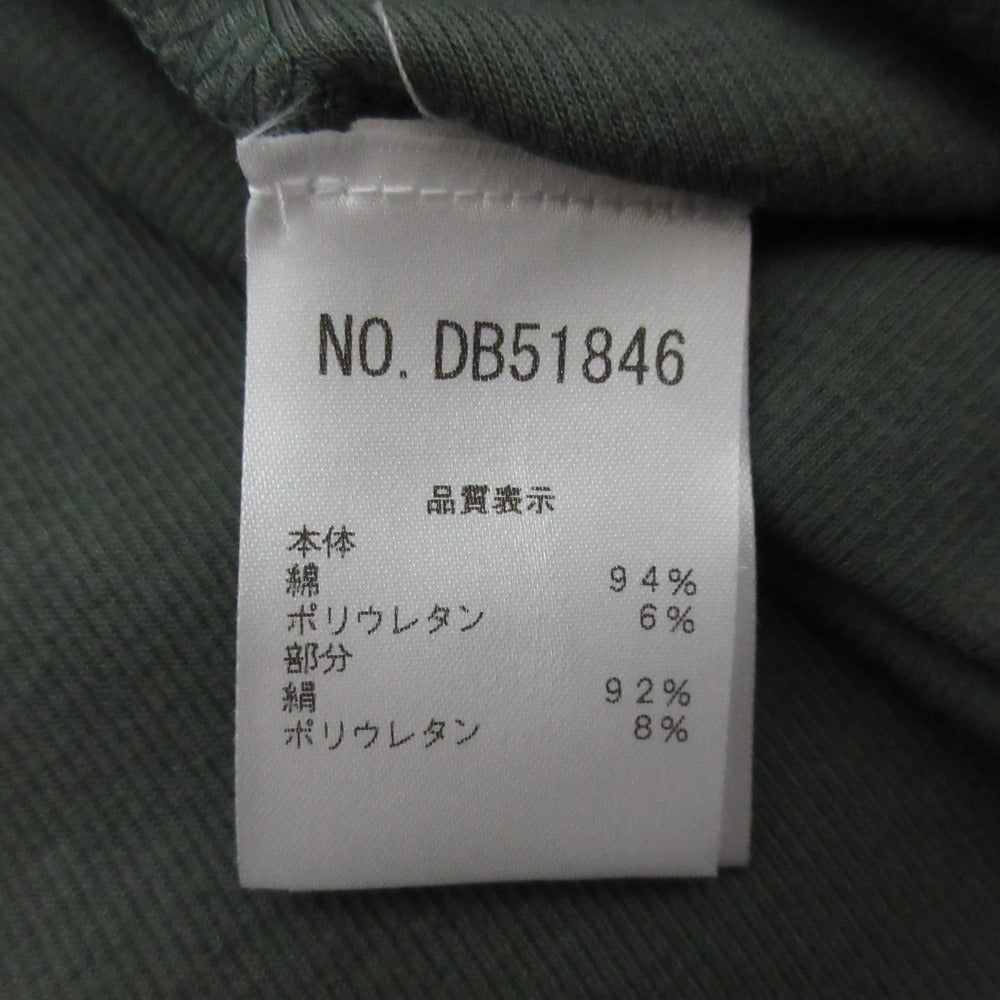 NO. DB51846
品質表示
本体
綿 94%
ポリウレタン 6%
部分
絹 92%
ポリウレタン 8%